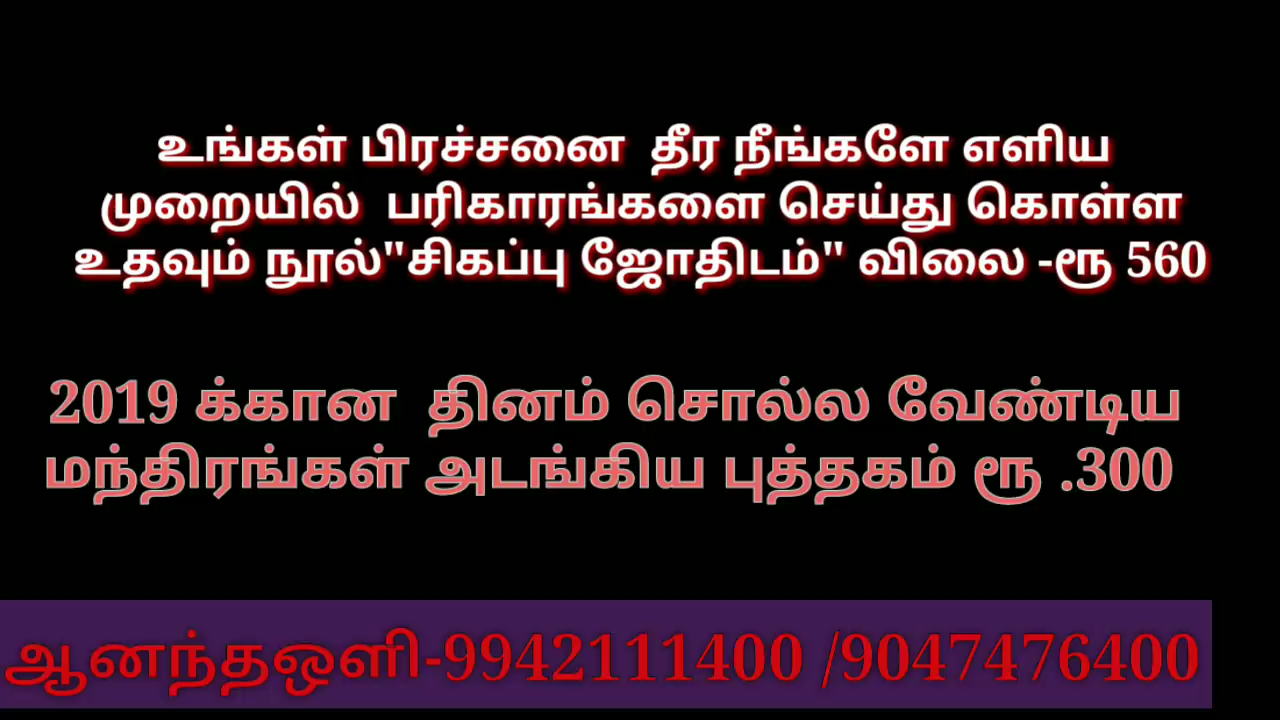 உங்கள் பிரச்சனை தீர நீங்களே எளிய
முறையில் பரிகாரங்களை செய்து கொள்ள
உதவும் நூல்"சிகப்பு ஜோதிடம்" விலை -ரூ 560
2019 க்கான தினம் சொல்ல வேண்டிய
மந்திரங்கள் அடங்கிய புத்தகம் ரூ .300
ஆனந்தஒளி-9942111400 /9047476400